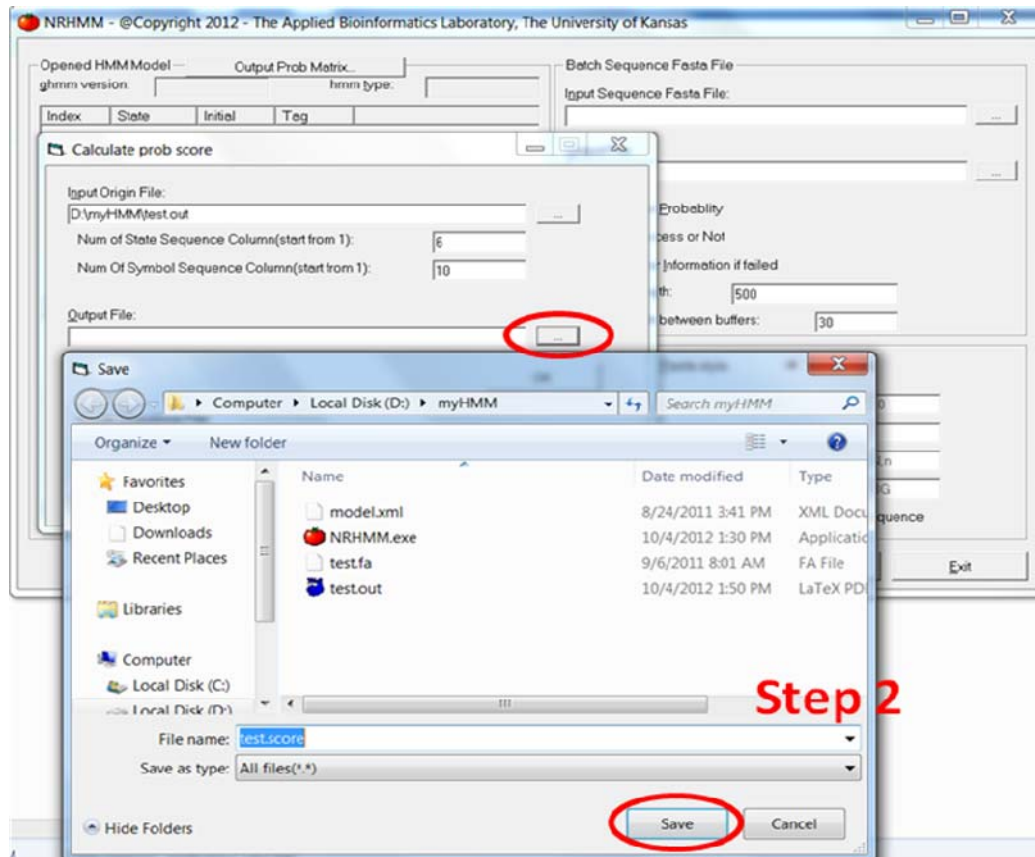 NRHMM - @Copyright 2012 - The Applied Bioinformatics Laboratory, The University of Kansas
Opened HMM Model
Output Prob Matrix...
ghmm version:
hmm type:
Index State Initial Tag
Batch Sequence Fasta File
Input Sequence Fasta File:
...
...
Probablity
cess or Not
Information if failed
th: 500
between buffers: 30
Calculate prob score
Input Origin File:
D:\myHMM\test.out
...
Num of State Sequence Column(start from 1): 6
Num Of Symbol Sequence Column(start from 1): 10
Output File:
...
Save
Computer Local Disk (D:) myHMM
Search myHMM
Organize New folder
Favorites
Desktop
Downloads
Recent Places
Libraries
Computer
Local Disk (C:)
Local Disk (D:)
Name Date modified Type
model.xml 8/24/2011 3:41 PM XML Docu
NRHMM.exe 10/4/2012 1:30 PM Applicatio
test.fa 9/6/2011 8:01 AM FA File
test.out 10/4/2012 1:50 PM LaTeX PD
quence
Exit
Step 2
File name: test.score
Save as type: All files(*.*)
Hide Folders
Save
Cancel